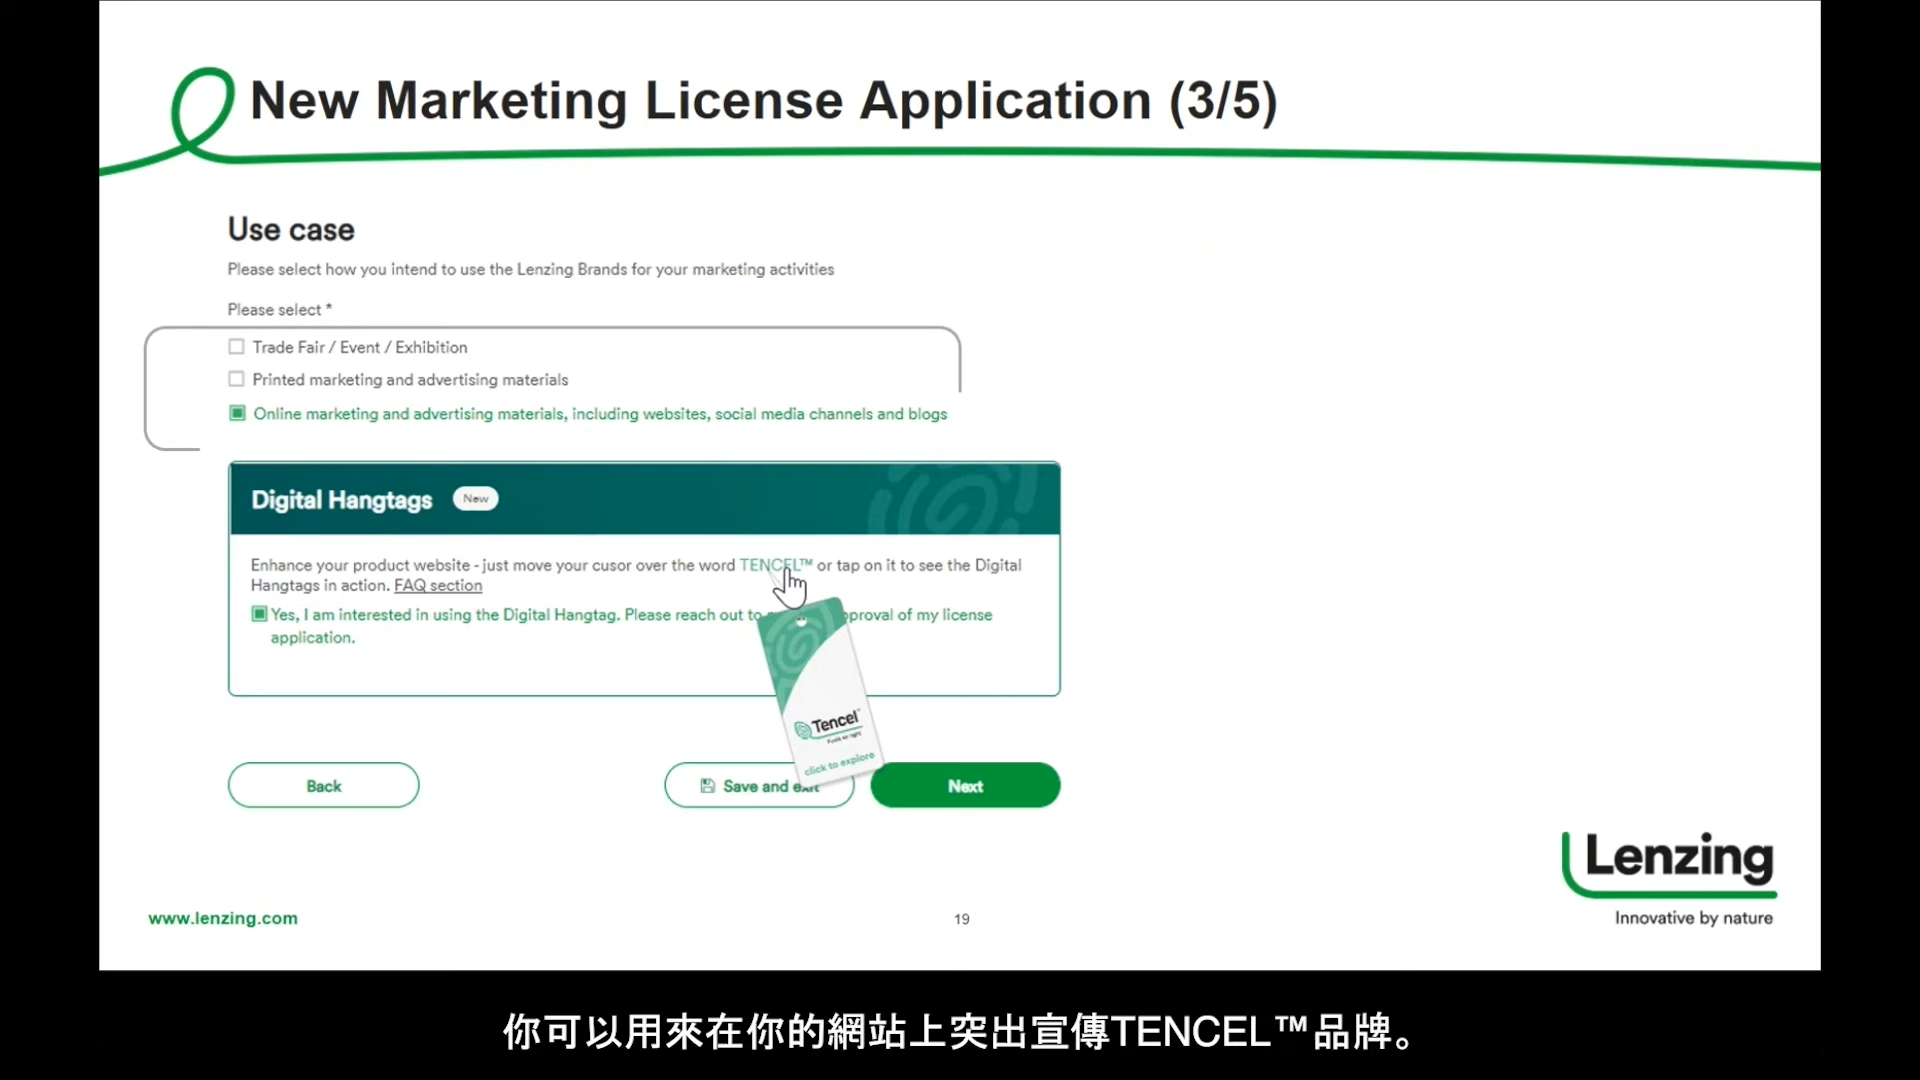 New Marketing License Application (3/5)
Use case
Please select how you intend to use the Lenzing Brands for your marketing activities
Please select *
Trade Fair / Event / Exhibition
Printed marketing and advertising materials
Online marketing and advertising materials, including websites, social media channels and blogs
Digital Hangtags New
Enhance your product website - just move your cusor over the word TENCEL™ or tap on it to see the Digital
Hangtags in action. FAQ section
Yes, I am interested in using the Digital Hangtag. Please reach out to of my license
application.
Tencel™
click to explore
Back
Save and exit
Next
Lenzing
Innovative by nature
www.lenzing.com
19
你可以用來在你的網站上突出宣傳TENCEL™品牌。